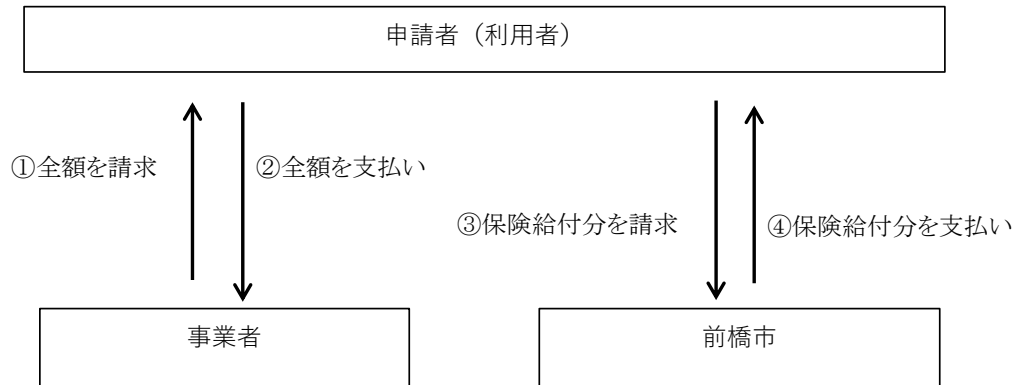 申請者（利用者）
①全額を請求
②全額を支払い
③保険給付分を請求
④保険給付分を支払い
事業者
前橋市